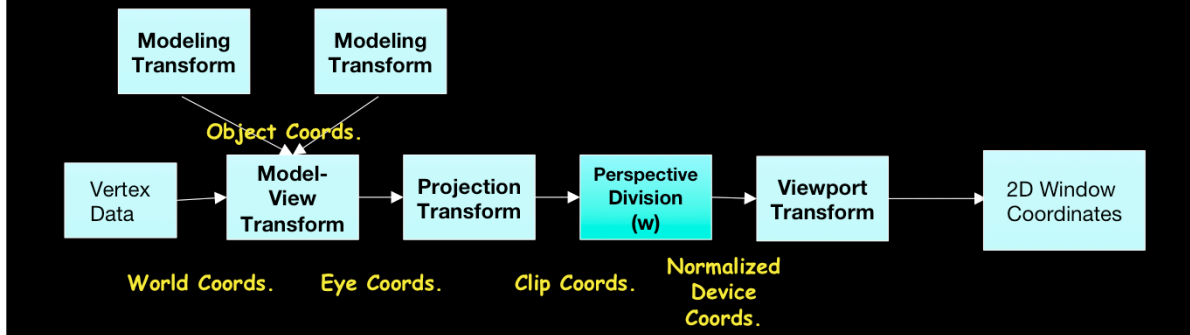 Modeling
Transform
Modeling
Transform
Object Coords.
Vertex
Data
Model-
View
Transform
Projection
Transform
Perspective
Division
(w)
Viewport
Transform
2D Window
Coordinates
World Coords.
Eye Coords.
Clip Coords.
Normalized
Device
Coords.